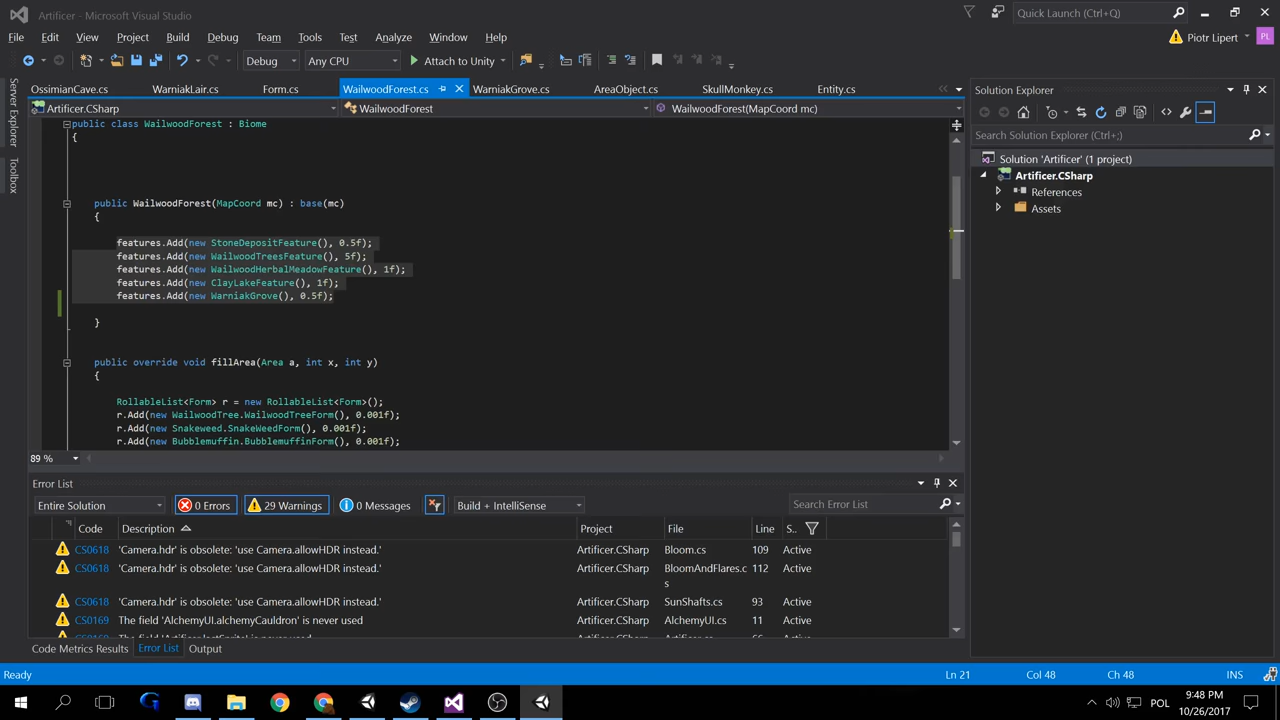 Artificer - Microsoft Visual Studio
Quick Launch (Ctrl+Q)
File Edit View Project Build Debug Team Tools Test Analyze Window Help
Piotr Lipert PL
Debug Any CPU Attach to Unity
Server Explorer
Toolbox
OssimianCave.cs WarniakLair.cs Form.cs WailwoodForest.cs WarniakGrove.cs AreaObject.cs SkullMonkey.cs Entity.cs
Artificer.CSharp WailwoodForest WailwoodForest(MapCoord mc)
public class WailwoodForest : Biome
{
public WailwoodForest(MapCoord mc) : base(mc)
{
features.Add(new StoneDepositFeature(), 0.5f);
features.Add(new WailwoodTreesFeature(), 5f);
features.Add(new WailwoodHerbalMeadowFeature(), 1f);
features.Add(new ClayLakeFeature(), 1f);
features.Add(new WarniakGrove(), 0.5f);
}
public override void fillArea(Area a, int x, int y)
{
RollableList<Form> r = new RollableList<Form>();
r.Add(new WailwoodTree.WailwoodTreeForm(), 0.001f);
r.Add(new Snakeweed.SnakeWeedForm(), 0.001f);
r.Add(new Bubblemuffin.BubblemuffinForm(), 0.001f);
89 %
Solution Explorer
Search Solution Explorer (Ctrl+;)
Solution 'Artificer' (1 project)
Artificer.CSharp
References
Assets
Error List
Entire Solution 0 Errors 29 Warnings 0 Messages Build + IntelliSense Search Error List
Code Description Project File Line S..
CS0618 'Camera.hdr' is obsolete: 'use Camera.allowHDR instead.' Artificer.CSharp Bloom.cs 109 Active
CS0618 'Camera.hdr' is obsolete: 'use Camera.allowHDR instead.' Artificer.CSharp BloomAndFlares.c 112 Active
s
CS0618 'Camera.hdr' is obsolete: 'use Camera.allowHDR instead.' Artificer.CSharp SunShafts.cs 93 Active
CS0169 The field 'AlchemyUI.alchemyCauldron' is never used Artificer.CSharp AlchemyUI.cs 11 Active
Code Metrics Results Error List Output
Ready Ln 21 Col 48 Ch 48 INS
POL
9:48 PM
10/26/2017